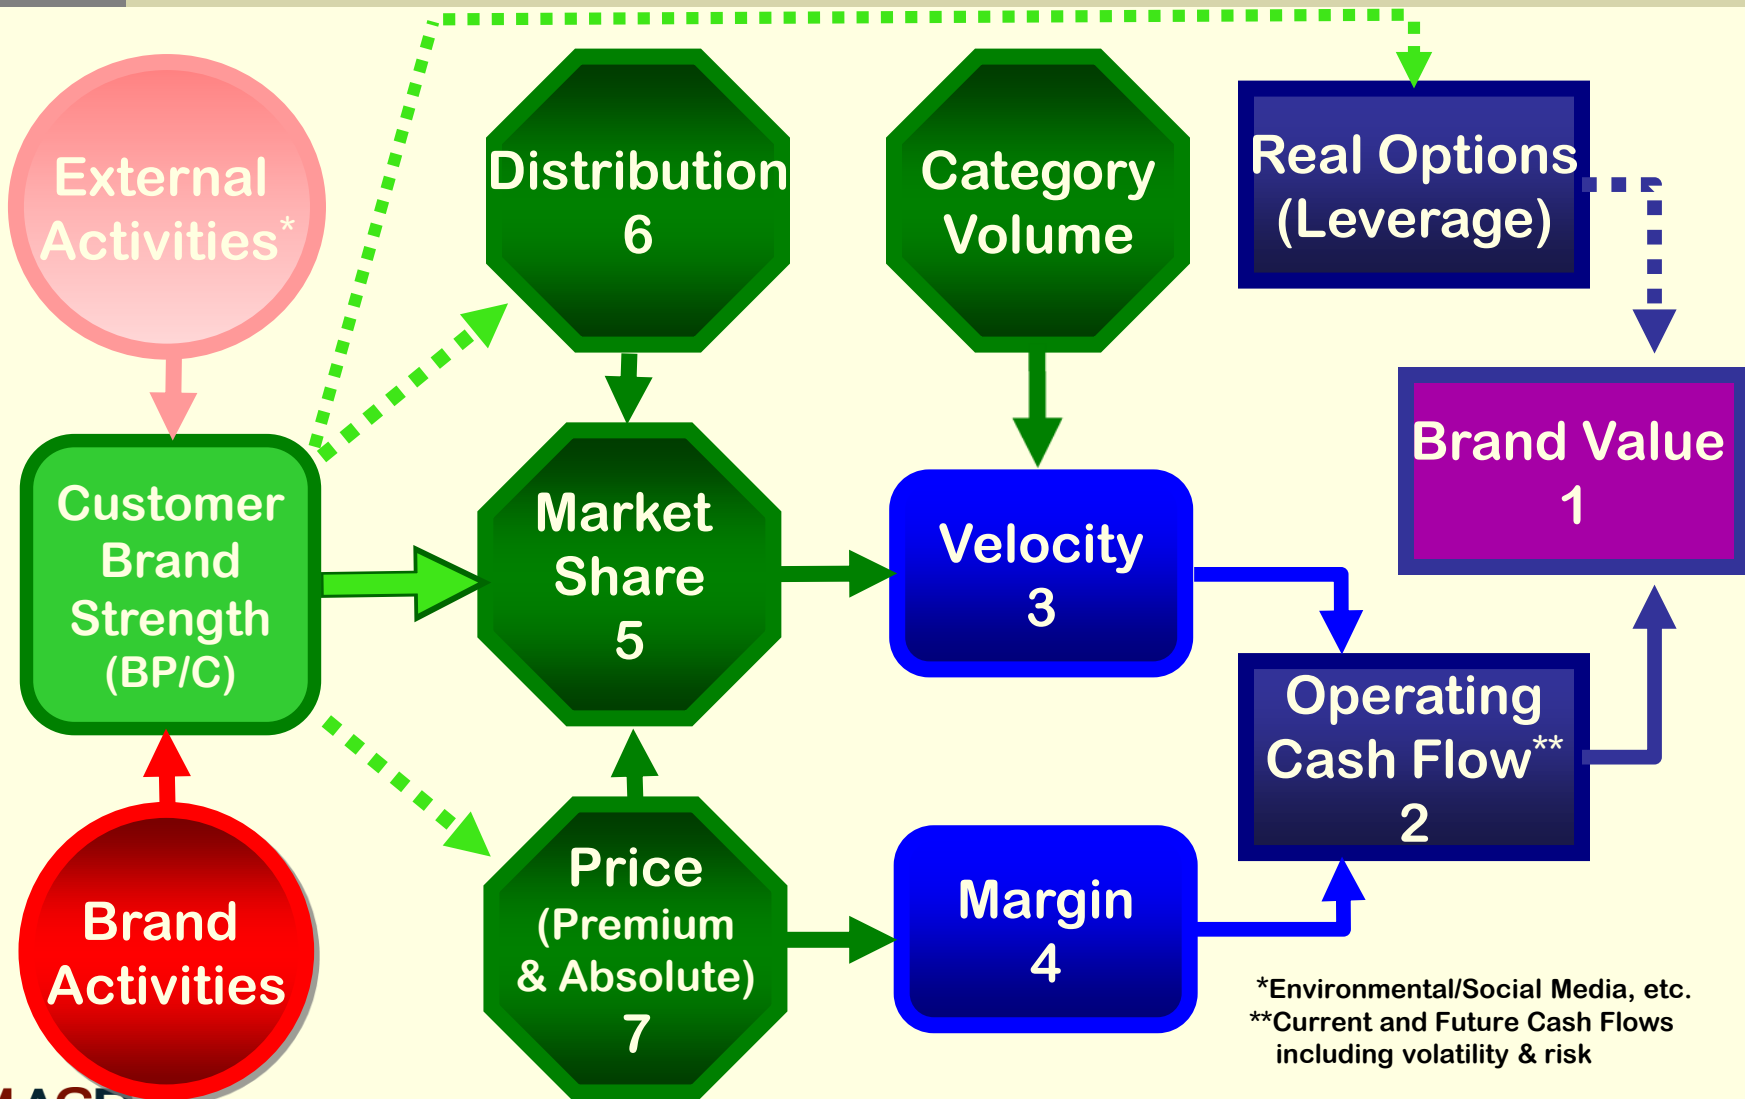 External
Activities*
Distribution
6
Category
Volume
Real Options
(Leverage)
Customer
Brand
Strength
(BP/C)
Market
Share
5
Velocity
3
Brand Value
1
Operating
Cash Flow**
2
Brand
Activities
Price
(Premium
& Absolute)
7
Margin
4
*Environmental/Social Media, etc.
**Current and Future Cash Flows
including volatility & risk